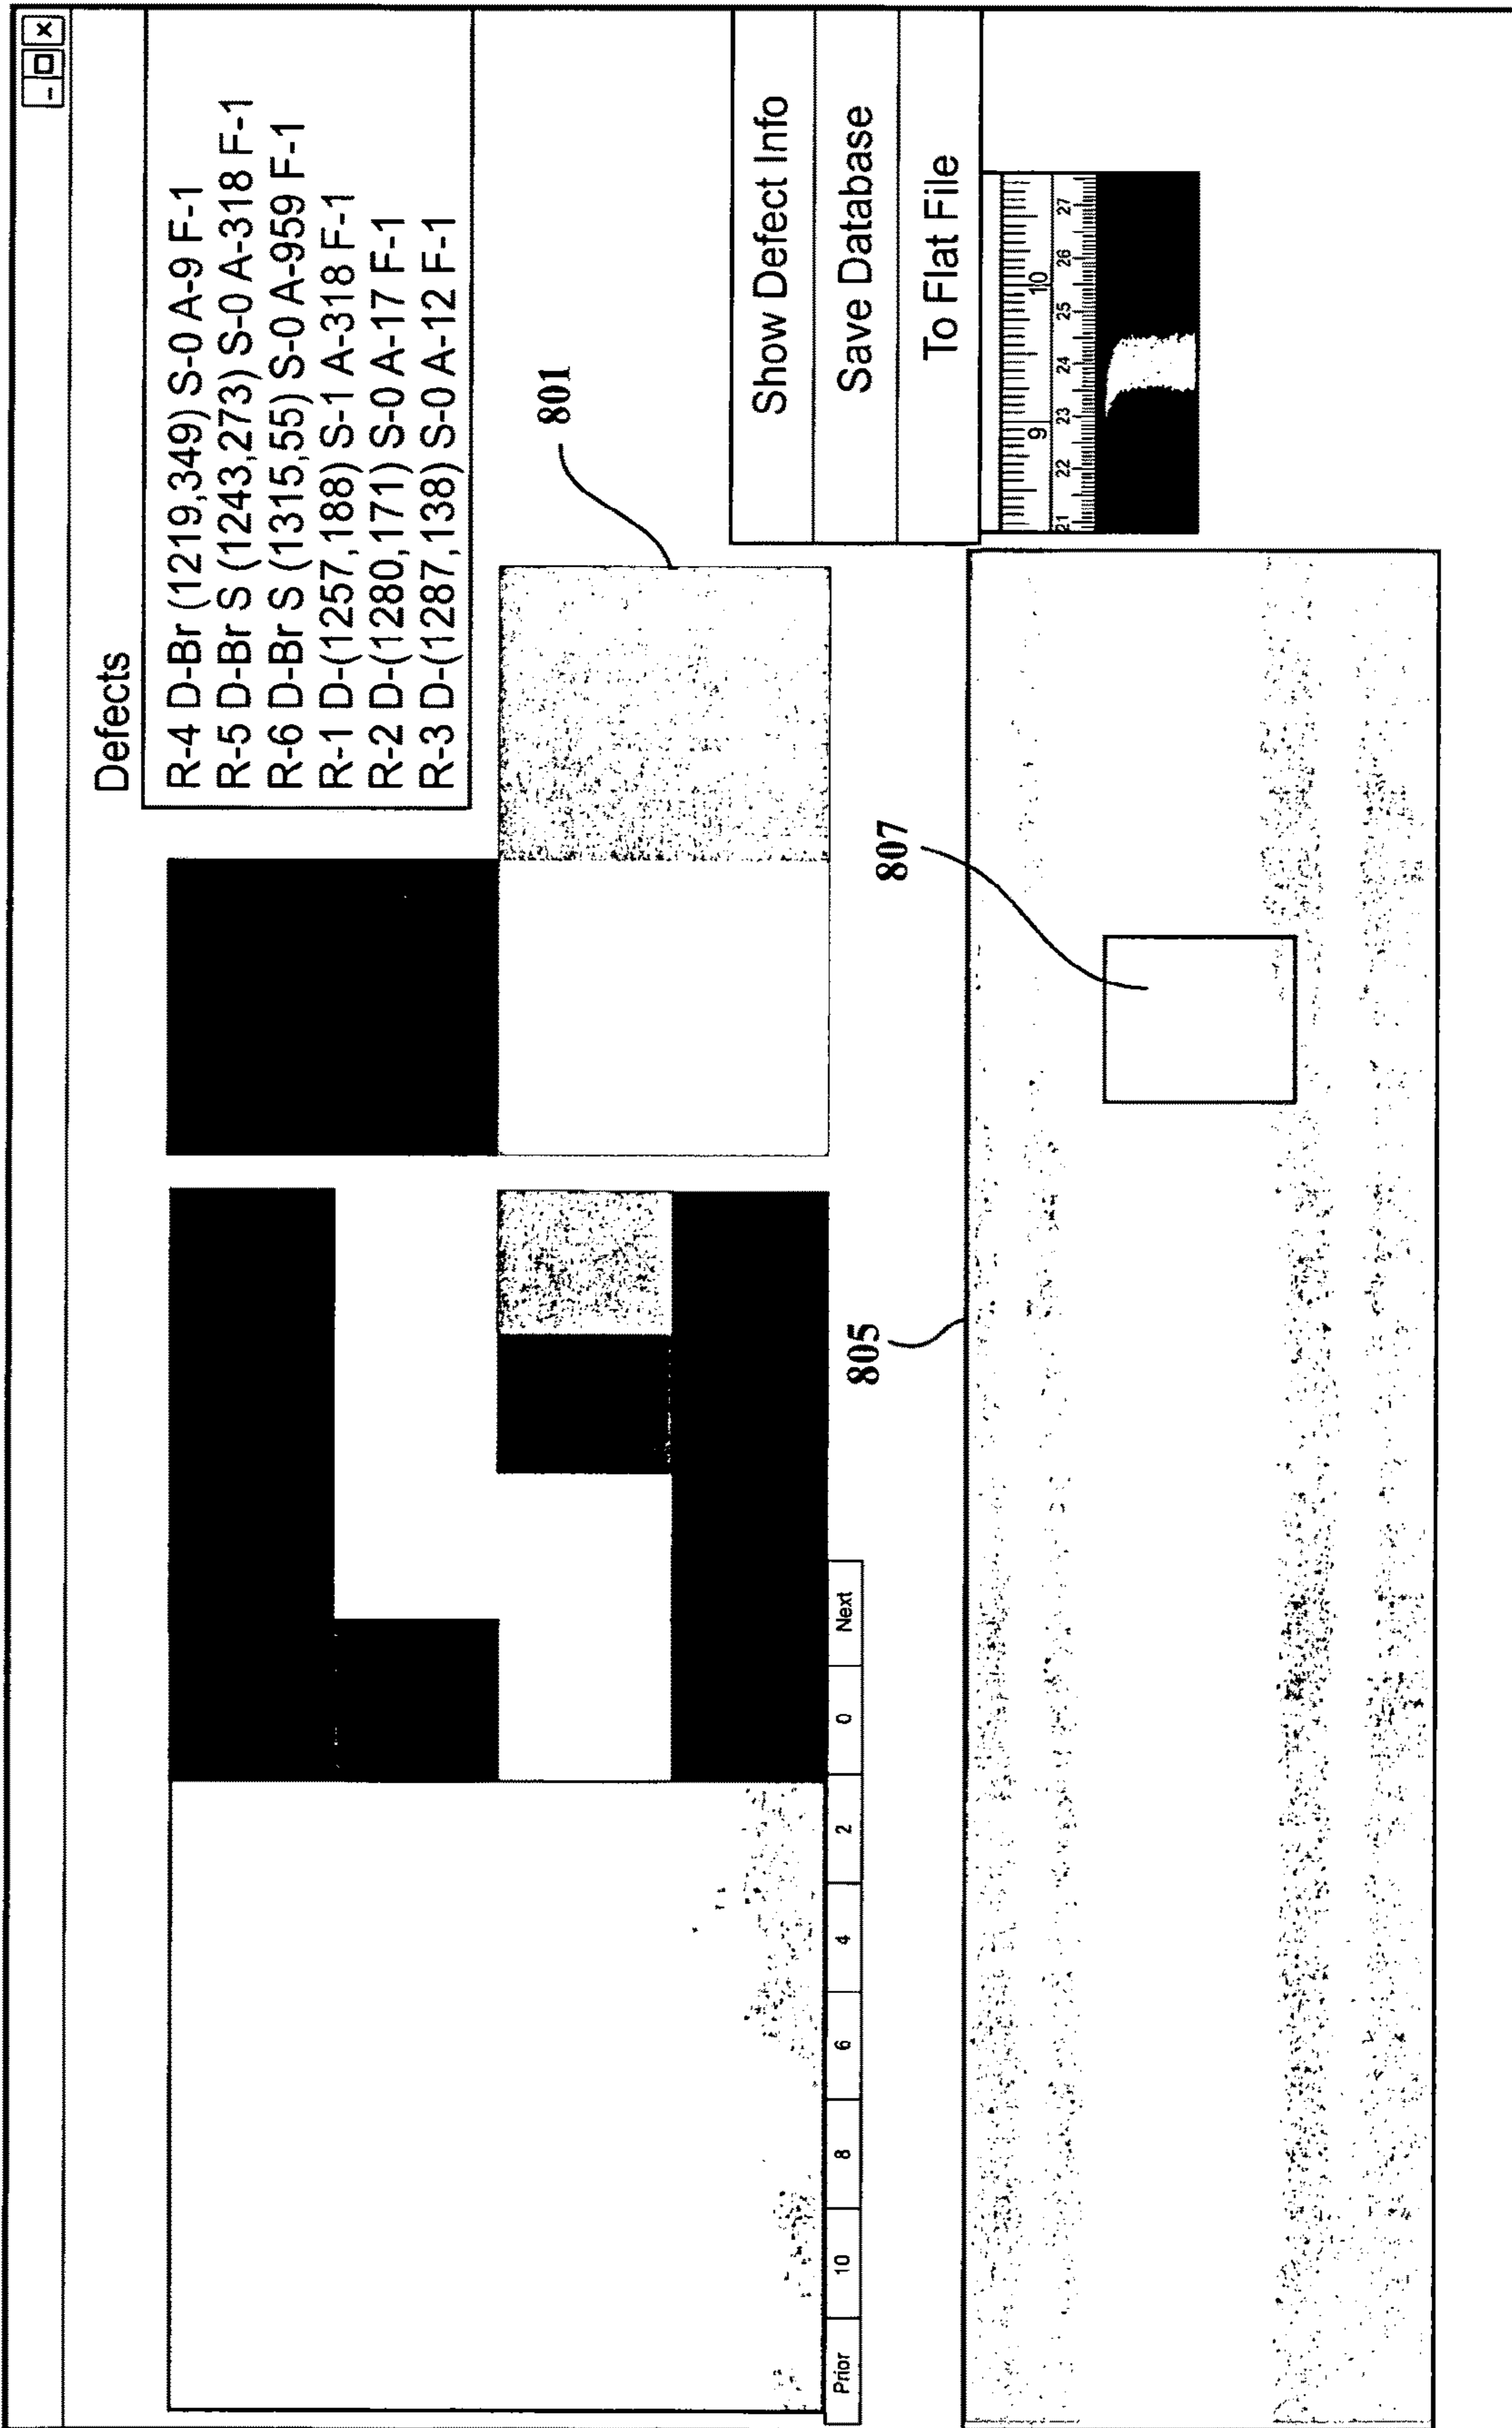 Defects
R-4 D-Br (1219,349) S-0 A-9 F-1
R-5 D-Br S (1243,273) S-0 A-318 F-1
R-6 D-Br S (1315,55) S-0 A-959 F-1
R-1 D-(1257,188) S-1 A-318 F-1
R-2 D-(1280,171) S-0 A-17 F-1
R-3 D-(1287,138) S-0 A-12 F-1
801
Prior 10 8 6 4 2 0 Next
Show Defect Info
Save Database
To Flat File
805
807
9 10
21 22 23 24 25 26 27